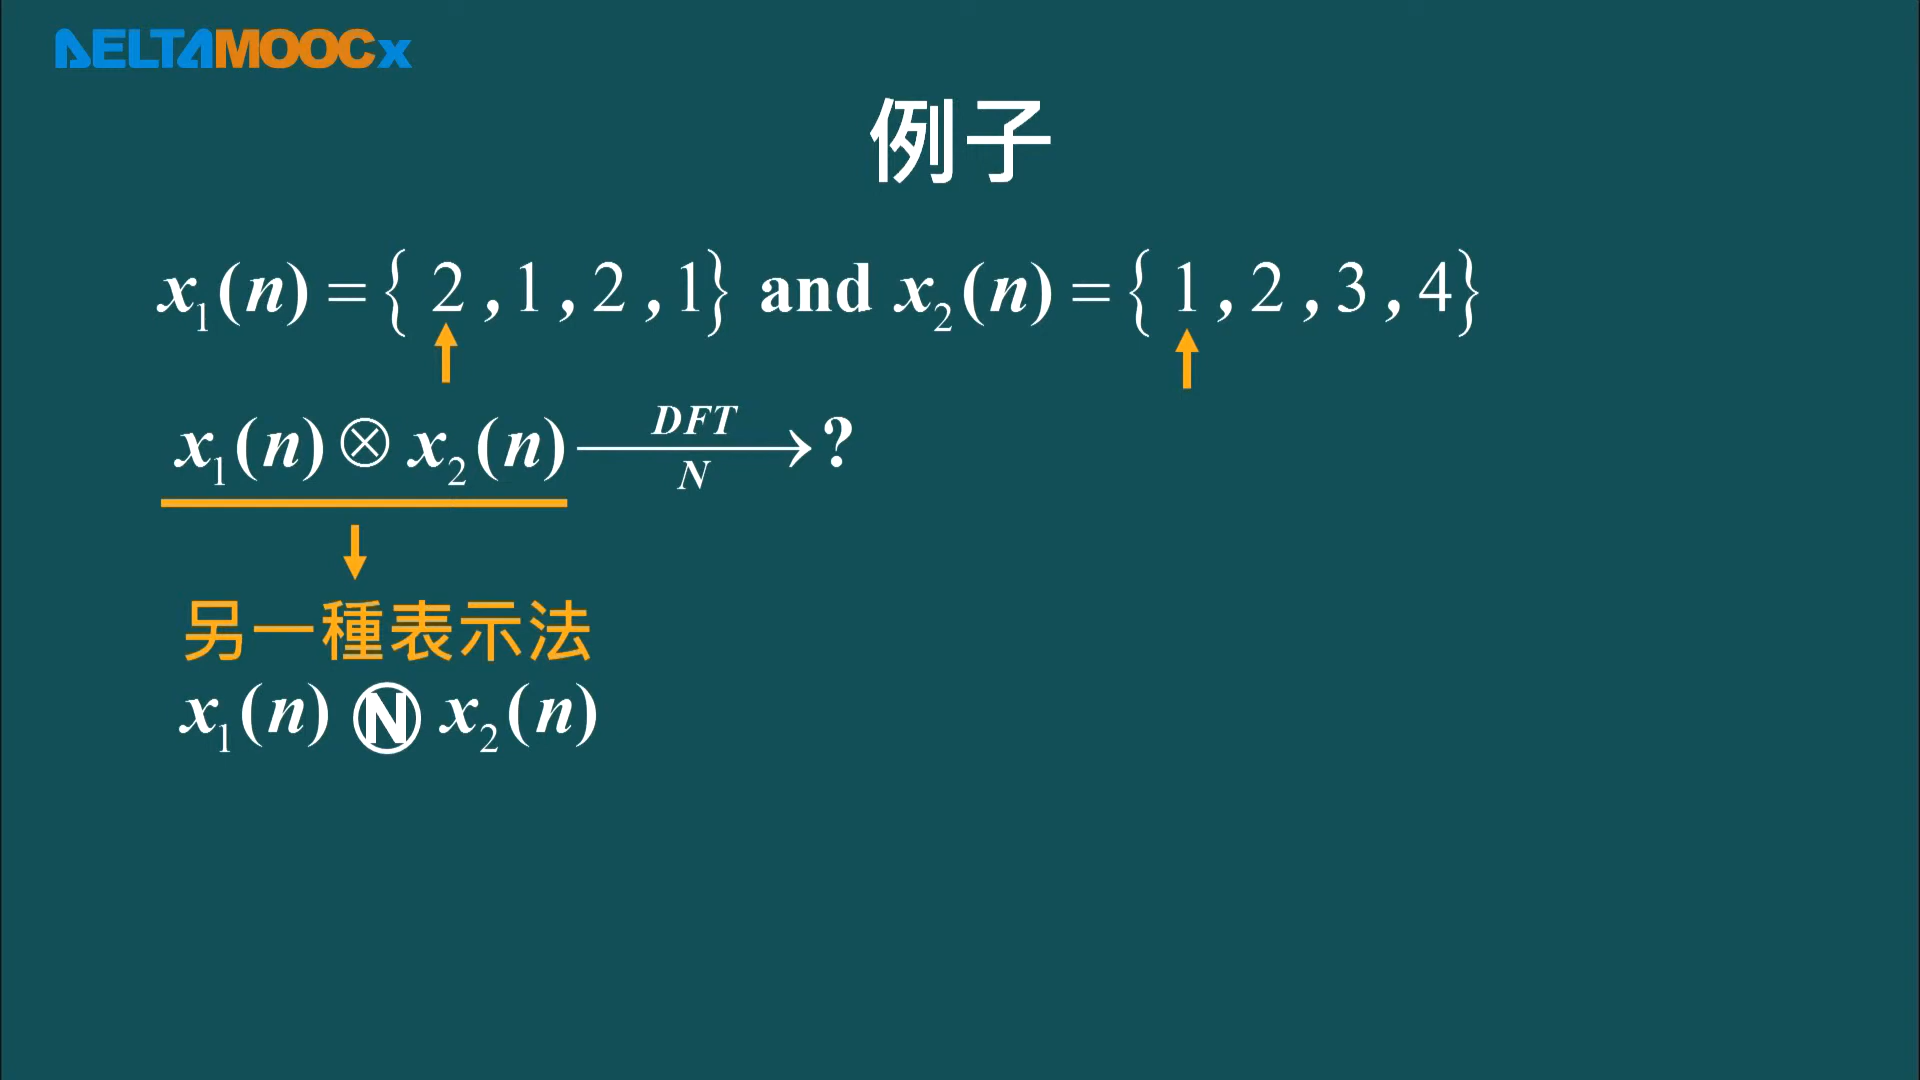 DELTAMOOCx
例子
x₁(n) = { 2 , 1 , 2 , 1} and x₂(n) = { 1 , 2 , 3 , 4}
x₁(n) ⊗ x₂(n) ⟶ DFT N ?
另一種表示法
x₁(n) Ⓝ x₂(n)